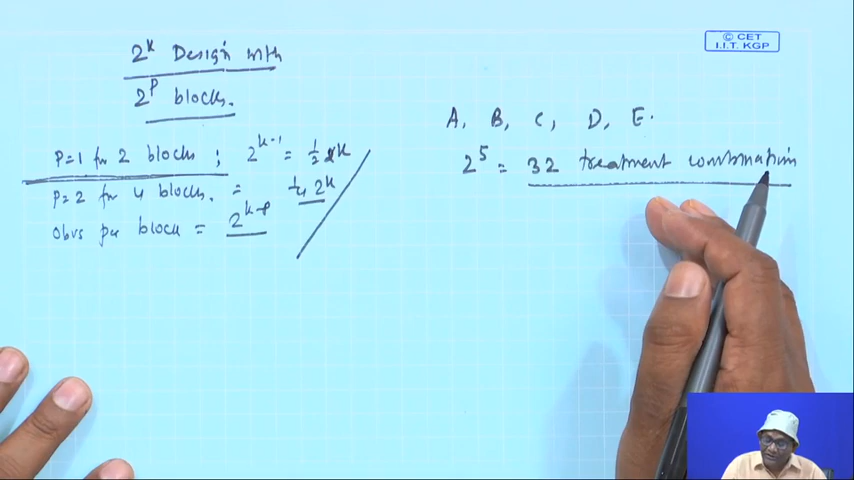 2^k Design with
2^p blocks.
P=1 for 2 blocks ; 2^{k-1} = 1/2 2^k
P=2 for 4 blocks. = 1/4 2^k
Obvs per block = 2^{k-p}
A, B, C, D, E.
2^5 = 32 treatment combination
© CET
I.I.T. KGP